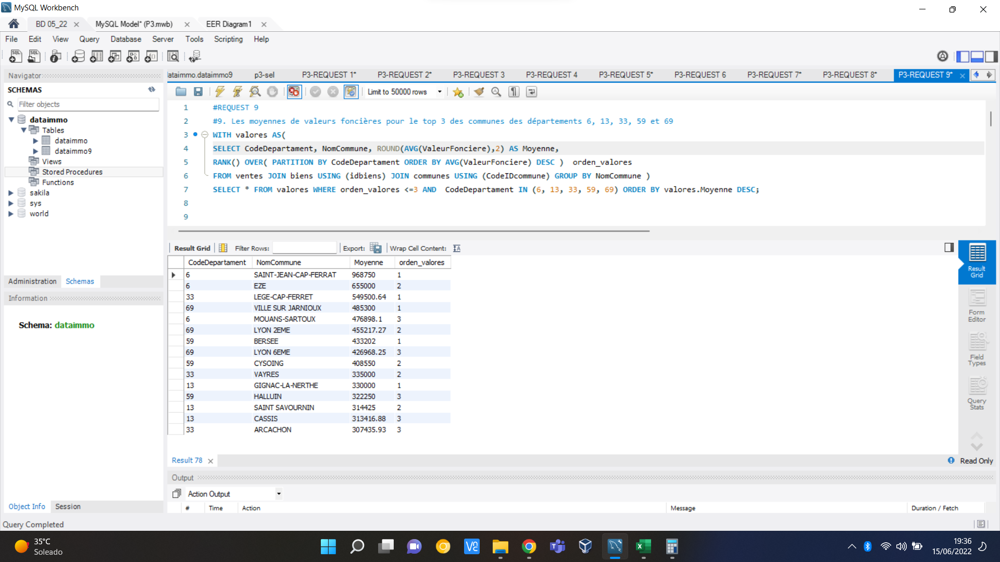 MySQL Workbench
BD 05_22
MySQL Model* (P3.mwb)
EER Diagram1
File Edit View Query Database Server Tools Scripting Help
Navigator
SCHEMAS
Filter objects
dataimmo
Tables
dataimmo
dataimmo9
Views
Stored Procedures
Functions
sakila
sys
world
Administration Schemas
Information
Schema: dataimmo
Object Info Session
Query Completed
dataimmo.dataimmo9 p3-sel P3-REQUEST 1* P3-REQUEST 2* P3-REQUEST 3 P3-REQUEST 4 P3-REQUEST 5* P3-REQUEST 6 P3-REQUEST 7* P3-REQUEST 8* P3-REQUEST 9*
Limit to 50000 rows
1 #REQUEST 9
2 #9. Les moyennes de valeurs foncières pour le top 3 des communes des départements 6, 13, 33, 59 et 69
3 WITH valores AS(
4 SELECT CodeDepartament, NomCommune, ROUND(AVG(ValeurFonciere),2) AS Moyenne,
5 RANK() OVER( PARTITION BY CodeDepartament ORDER BY AVG(ValeurFonciere) DESC ) orden_valores
6 FROM ventes JOIN biens USING (idbiens) JOIN communes USING (CodeIDcommune) GROUP BY NomCommune )
7 SELECT * FROM valores WHERE orden_valores <=3 AND CodeDepartament IN (6, 13, 33, 59, 69) ORDER BY valores.Moyenne DESC;
8
9
Result Grid Filter Rows: Export: Wrap Cell Content:
CodeDepartament NomCommune Moyenne orden_valores
6 SAINT-JEAN-CAP-FERRAT 968750 1
6 EZE 655000 2
33 LEGE-CAP-FERRET 549500.64 1
69 VILLE SUR JARNIOUX 485300 1
6 MOUANS-SARTOUX 476898.1 3
69 LYON 2EME 455217.27 2
59 BERSEE 433202 1
69 LYON 6EME 426968.25 3
59 CYSOING 408550 2
33 VAYRES 335000 2
13 GIGNAC-LA-NERTHE 330000 1
59 HALLUIN 322250 3
13 SAINT SAVOURNIN 314425 2
13 CASSIS 313416.88 3
33 ARCACHON 307435.93 3
Result Grid
Form Editor
Field Types
Query Stats
Result 78
Read Only
Output
Action Output
# Time Action Message Duration / Fetch
35°C
Soleado
19:36
15/06/2022